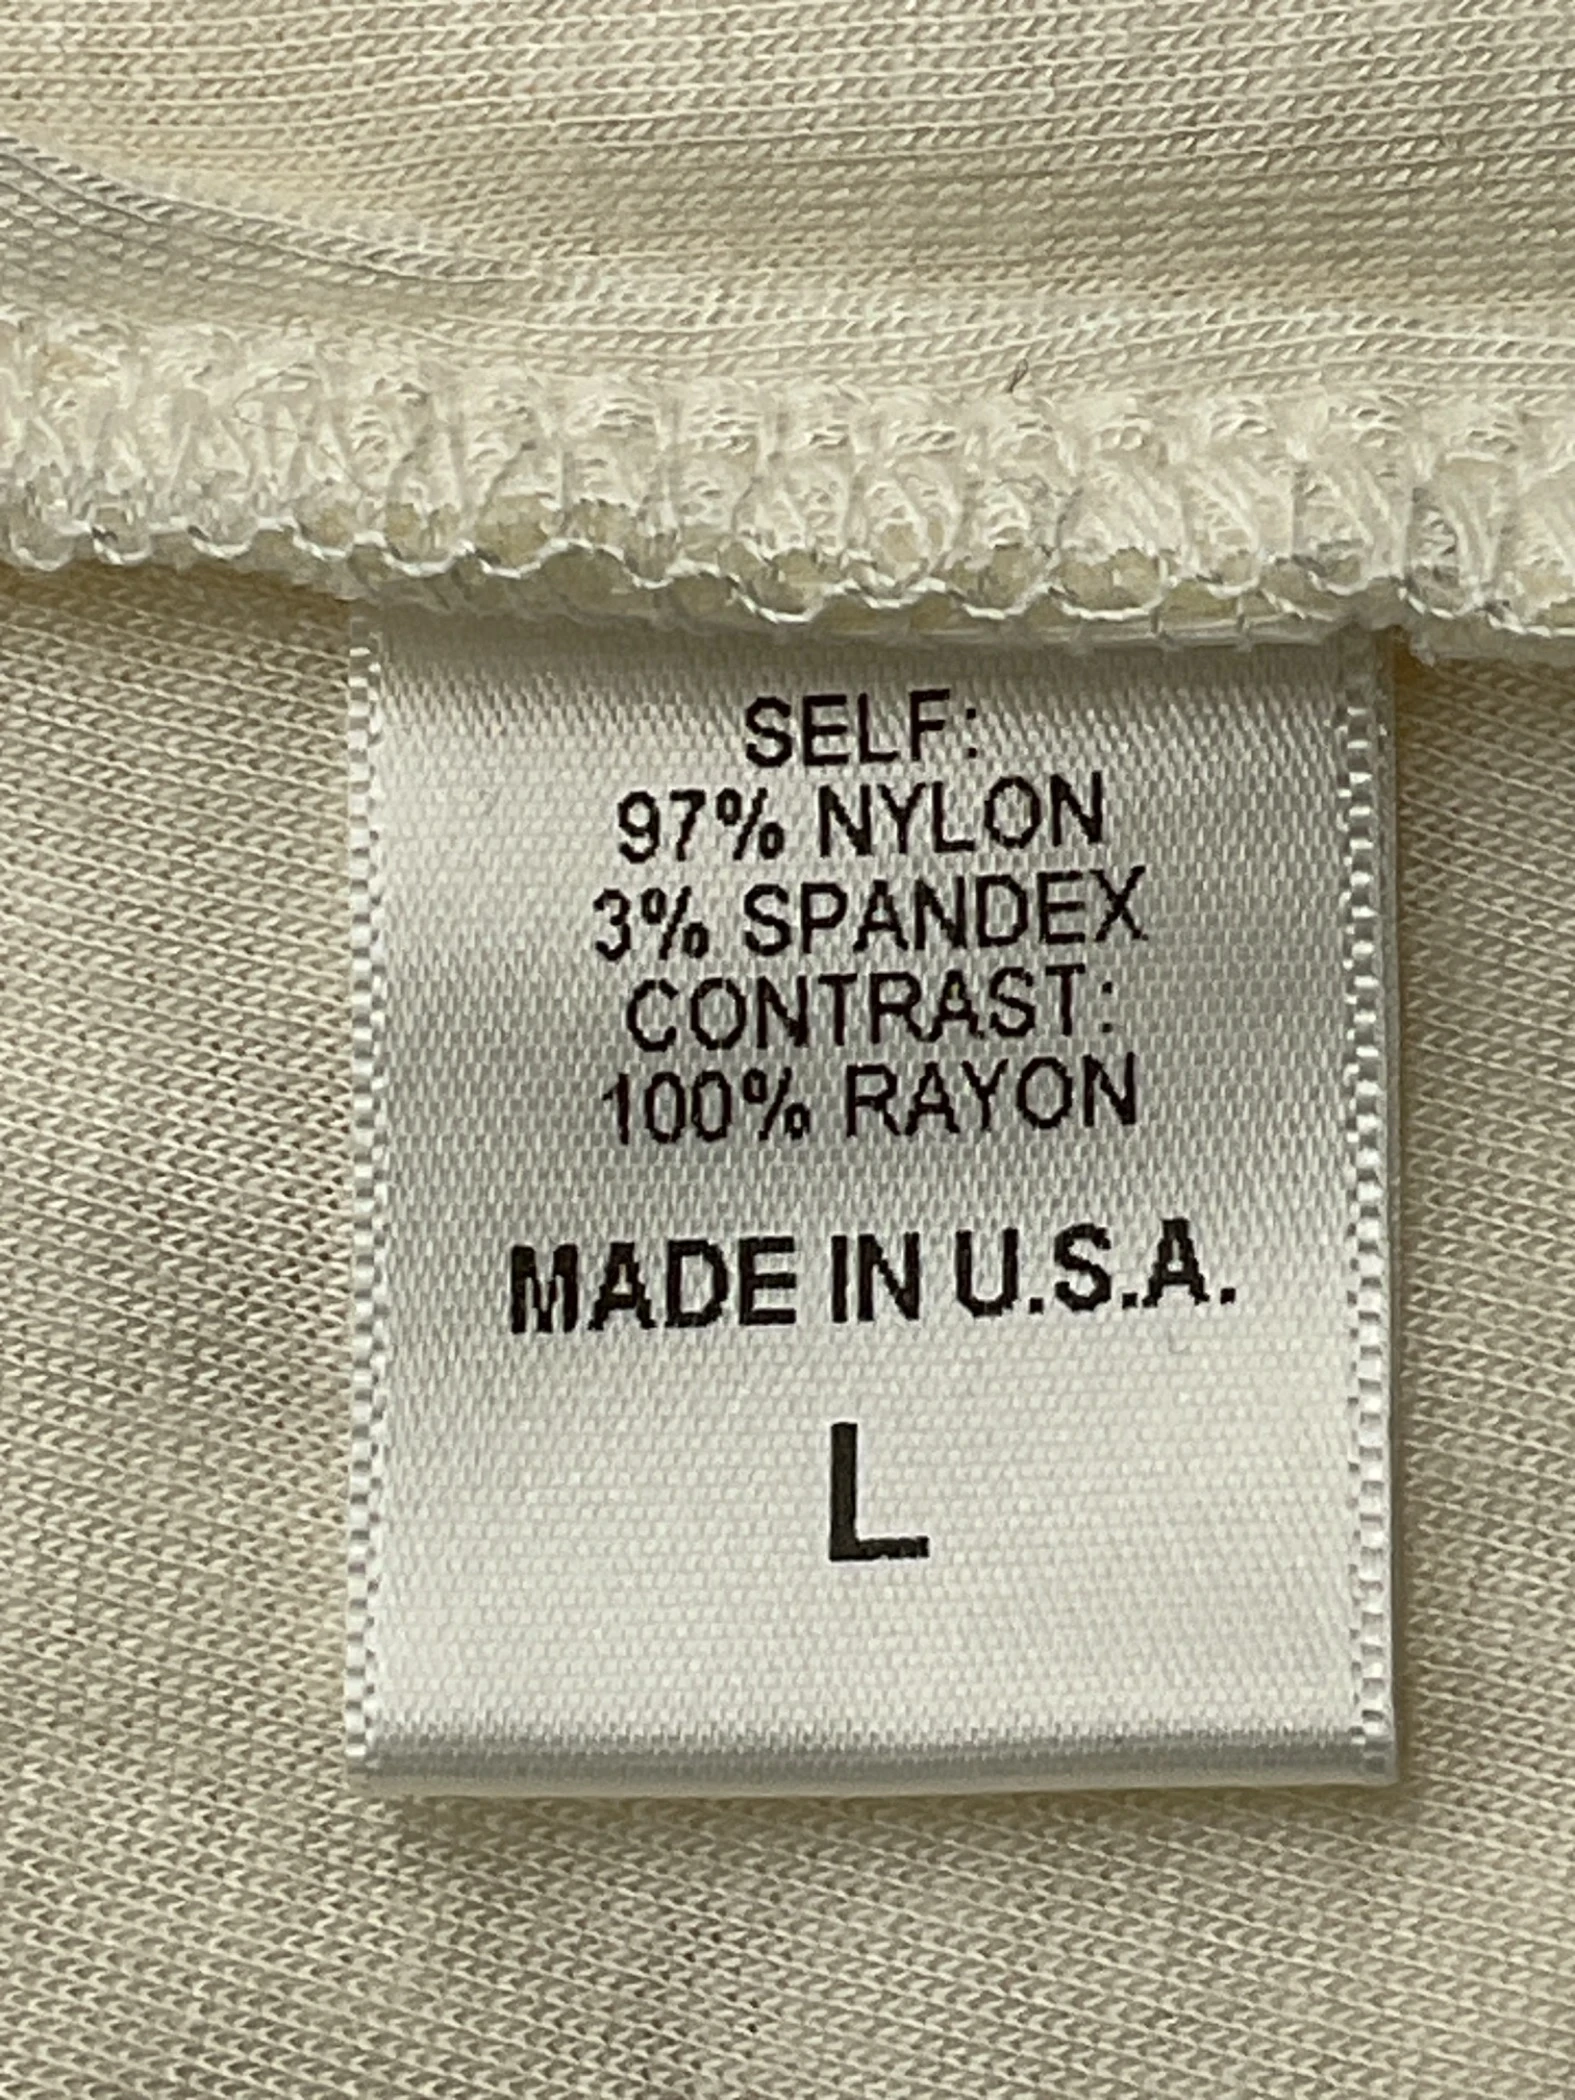 SELF:
97% NYLON
3% SPANDEX
CONTRAST:
100% RAYON
MADE IN U.S.A.
L